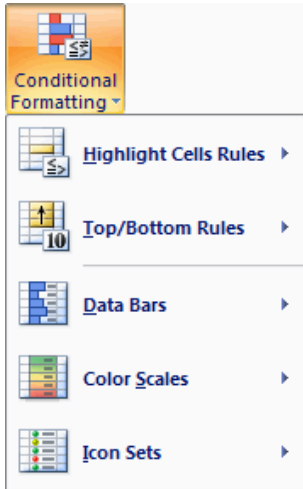 Conditional
Formatting
Highlight Cells Rules
Top/Bottom Rules
10
Data Bars
Color Scales
Icon Sets